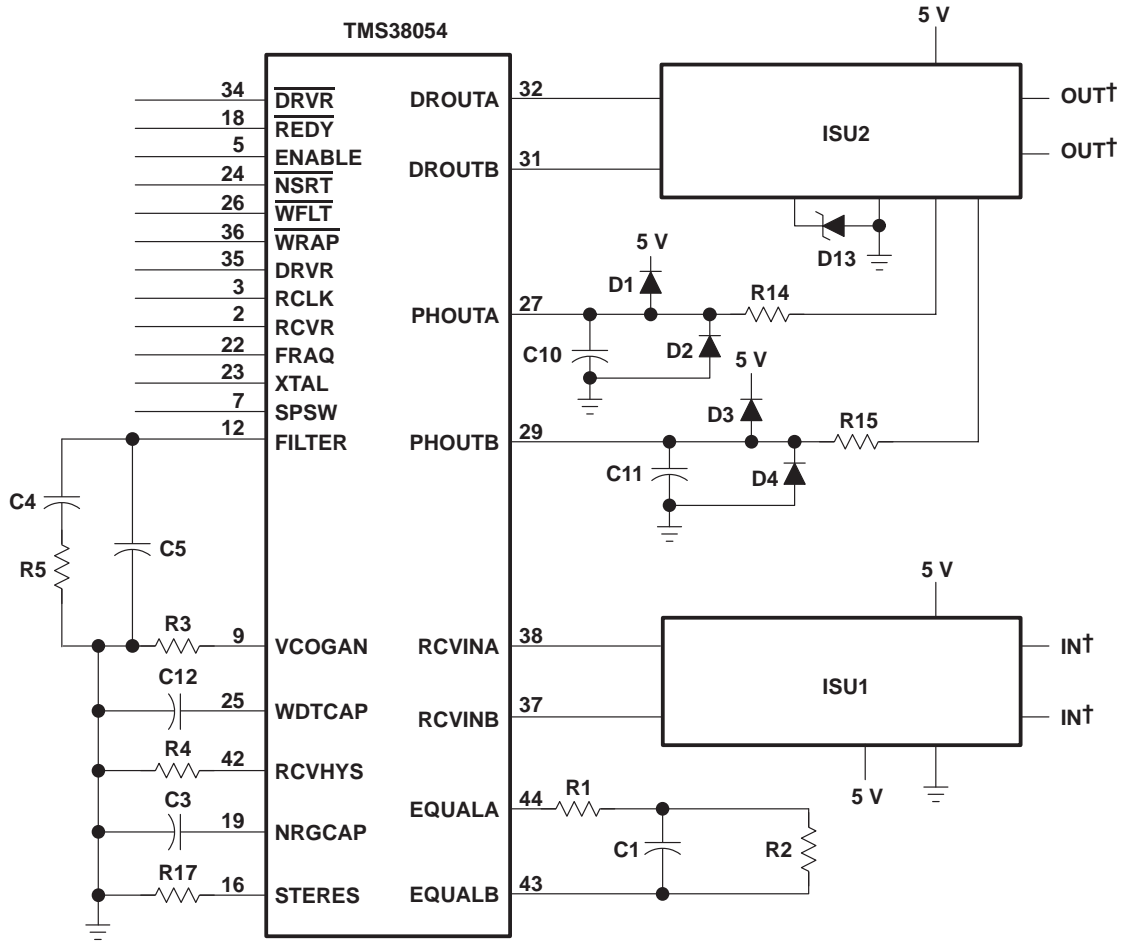 TMS38054
5 V
34 DRVR
18 REDY
5 ENABLE
24 NSRT
26 WFLT
36 WRAP
35 DRVR
3 RCLK
2 RCVR
22 FRAQ
23 XTAL
7 SPSW
12 FILTER
C4
R5
C5
R3 9 VCOGAN
C12 25 WDTCAP
R4 42 RCVHYS
C3 19 NRGCAP
R17 16 STERES
DROUTA 32
DROUTB 31
ISU2
OUT†
OUT†
D13
5 V
D1
PHOUTA 27
R14
C10
D2
5 V
D3
PHOUTB 29
R15
C11
D4
5 V
RCVINA 38
RCVINB 37
ISU1
IN†
IN†
5 V
EQUALA 44
R1
C1
R2
EQUALB 43